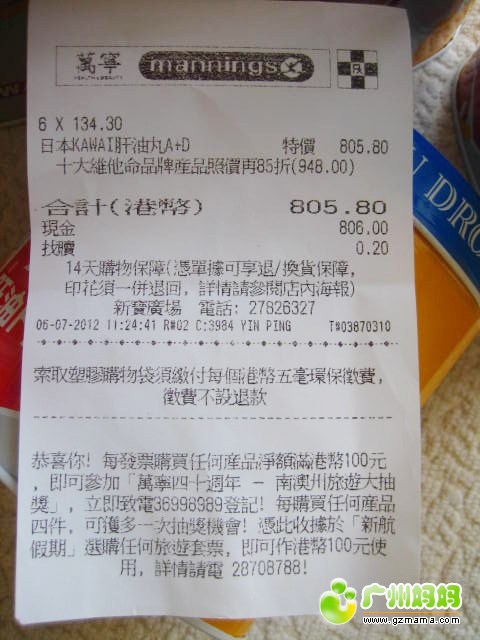 萬寧
HEALTH & BEAUTY
mannings
Rx
6 X 134.30
日本KAWAI肝油丸A+D 特價 805.80
十大維他命品牌産品照價再85折(948.00)
合計(港幣) 805.80
現金 806.00
找贖 0.20
14天購物保障(憑單據可享退/換貨保障,
印花須一併退回, 詳情請參閱店內海報)
新寶廣場 電話: 27826327
06-07-2012 11:24:41 R#02 C:3984 YIN PING T#03670310
索取塑膠購物袋須繳付每個港幣五毫環保徵費,
徵費不設退款
恭喜你! 每發票購買任何産品淨額滿港幣100元
, 即可參加「萬寧四十週年 - 南澳州旅遊大抽
獎」, 立即致電36998989登記! 每購買任何産品
四件, 可獲多一次抽獎機會! 憑此收據於「新航
假期」選購任何旅遊套票, 即可作港幣100元使
用, 詳情請電 28708788!
U DRO
广州妈妈
www.gzmama.com